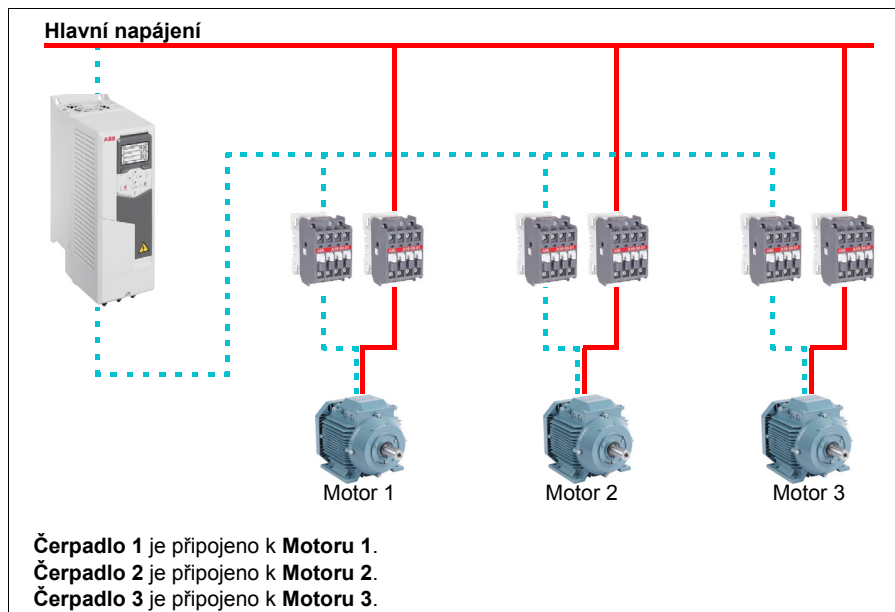 Hlavní napájení
ABB
Motor 1
Motor 2
Motor 3
Čerpadlo 1 je připojeno k Motoru 1.
Čerpadlo 2 je připojeno k Motoru 2.
Čerpadlo 3 je připojeno k Motoru 3.